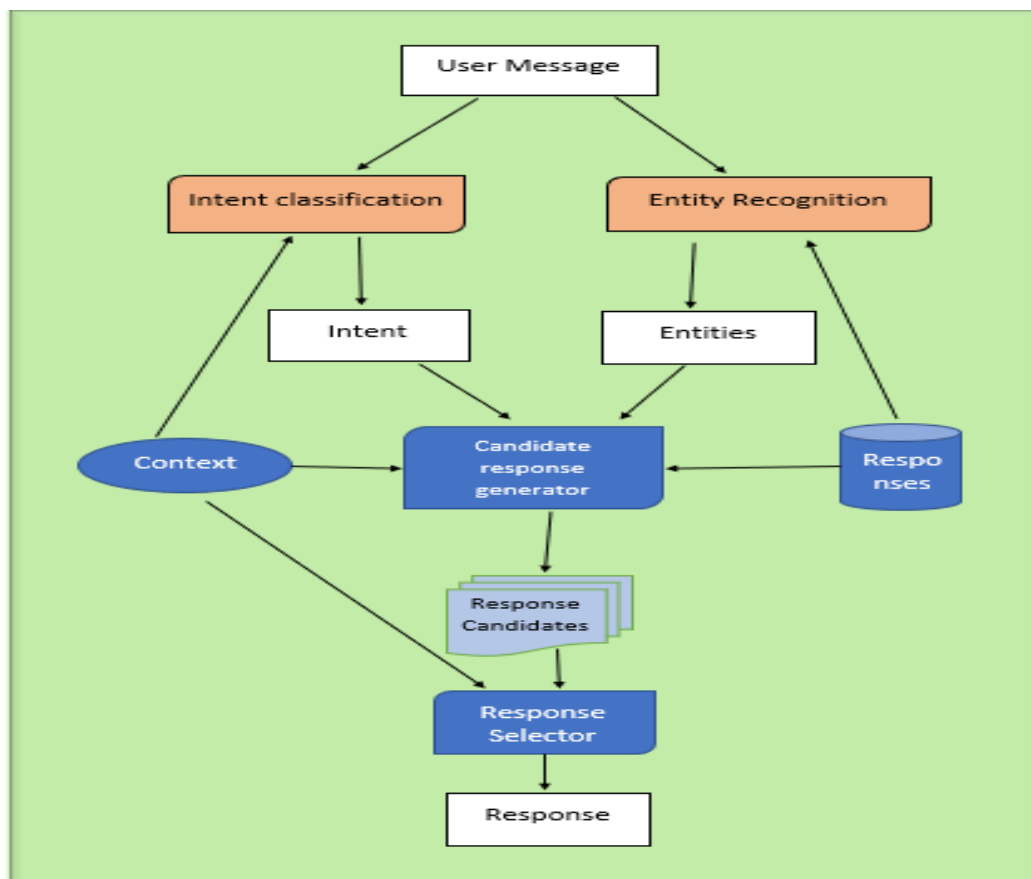 User Message
Intent classification
Entity Recognition
Intent
Entities
Context
Candidate
response
generator
Respo
nses
Response
Candidates
Response
Selector
Response